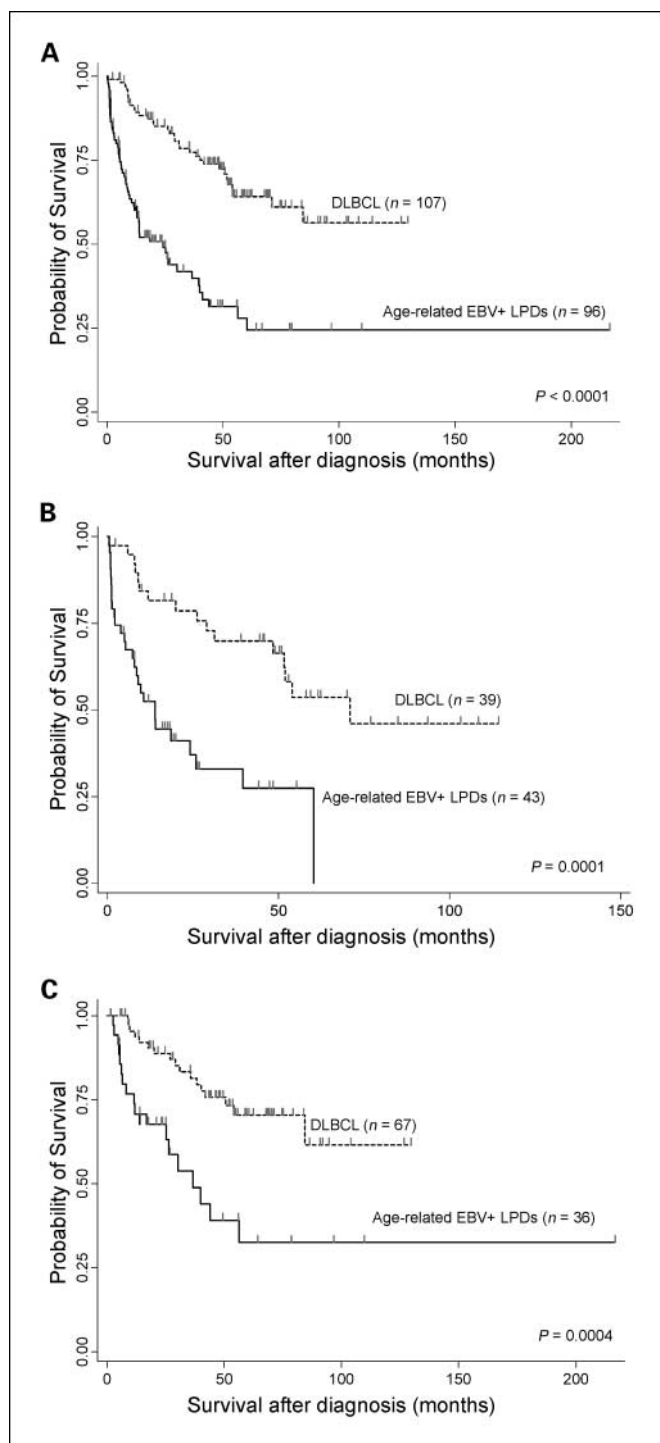 A
Probability of Survival
1.00
0.75
0.50
0.25
0.00
DLBCL (n = 107)
Age-related EBV+ LPDs (n = 96)
P < 0.0001
0 50 100 150 200
Survival after diagnosis (months)
B
Probability of Survival
1.00
0.75
0.50
0.25
0.00
DLBCL (n = 39)
Age-related EBV+ LPDs (n = 43)
P = 0.0001
0 50 100 150
Survival after diagnosis (months)
C
Probability of Survival
1.00
0.75
0.50
0.25
0.00
DLBCL (n = 67)
Age-related EBV+ LPDs (n = 36)
P = 0.0004
0 50 100 150 200
Survival after diagnosis (months)